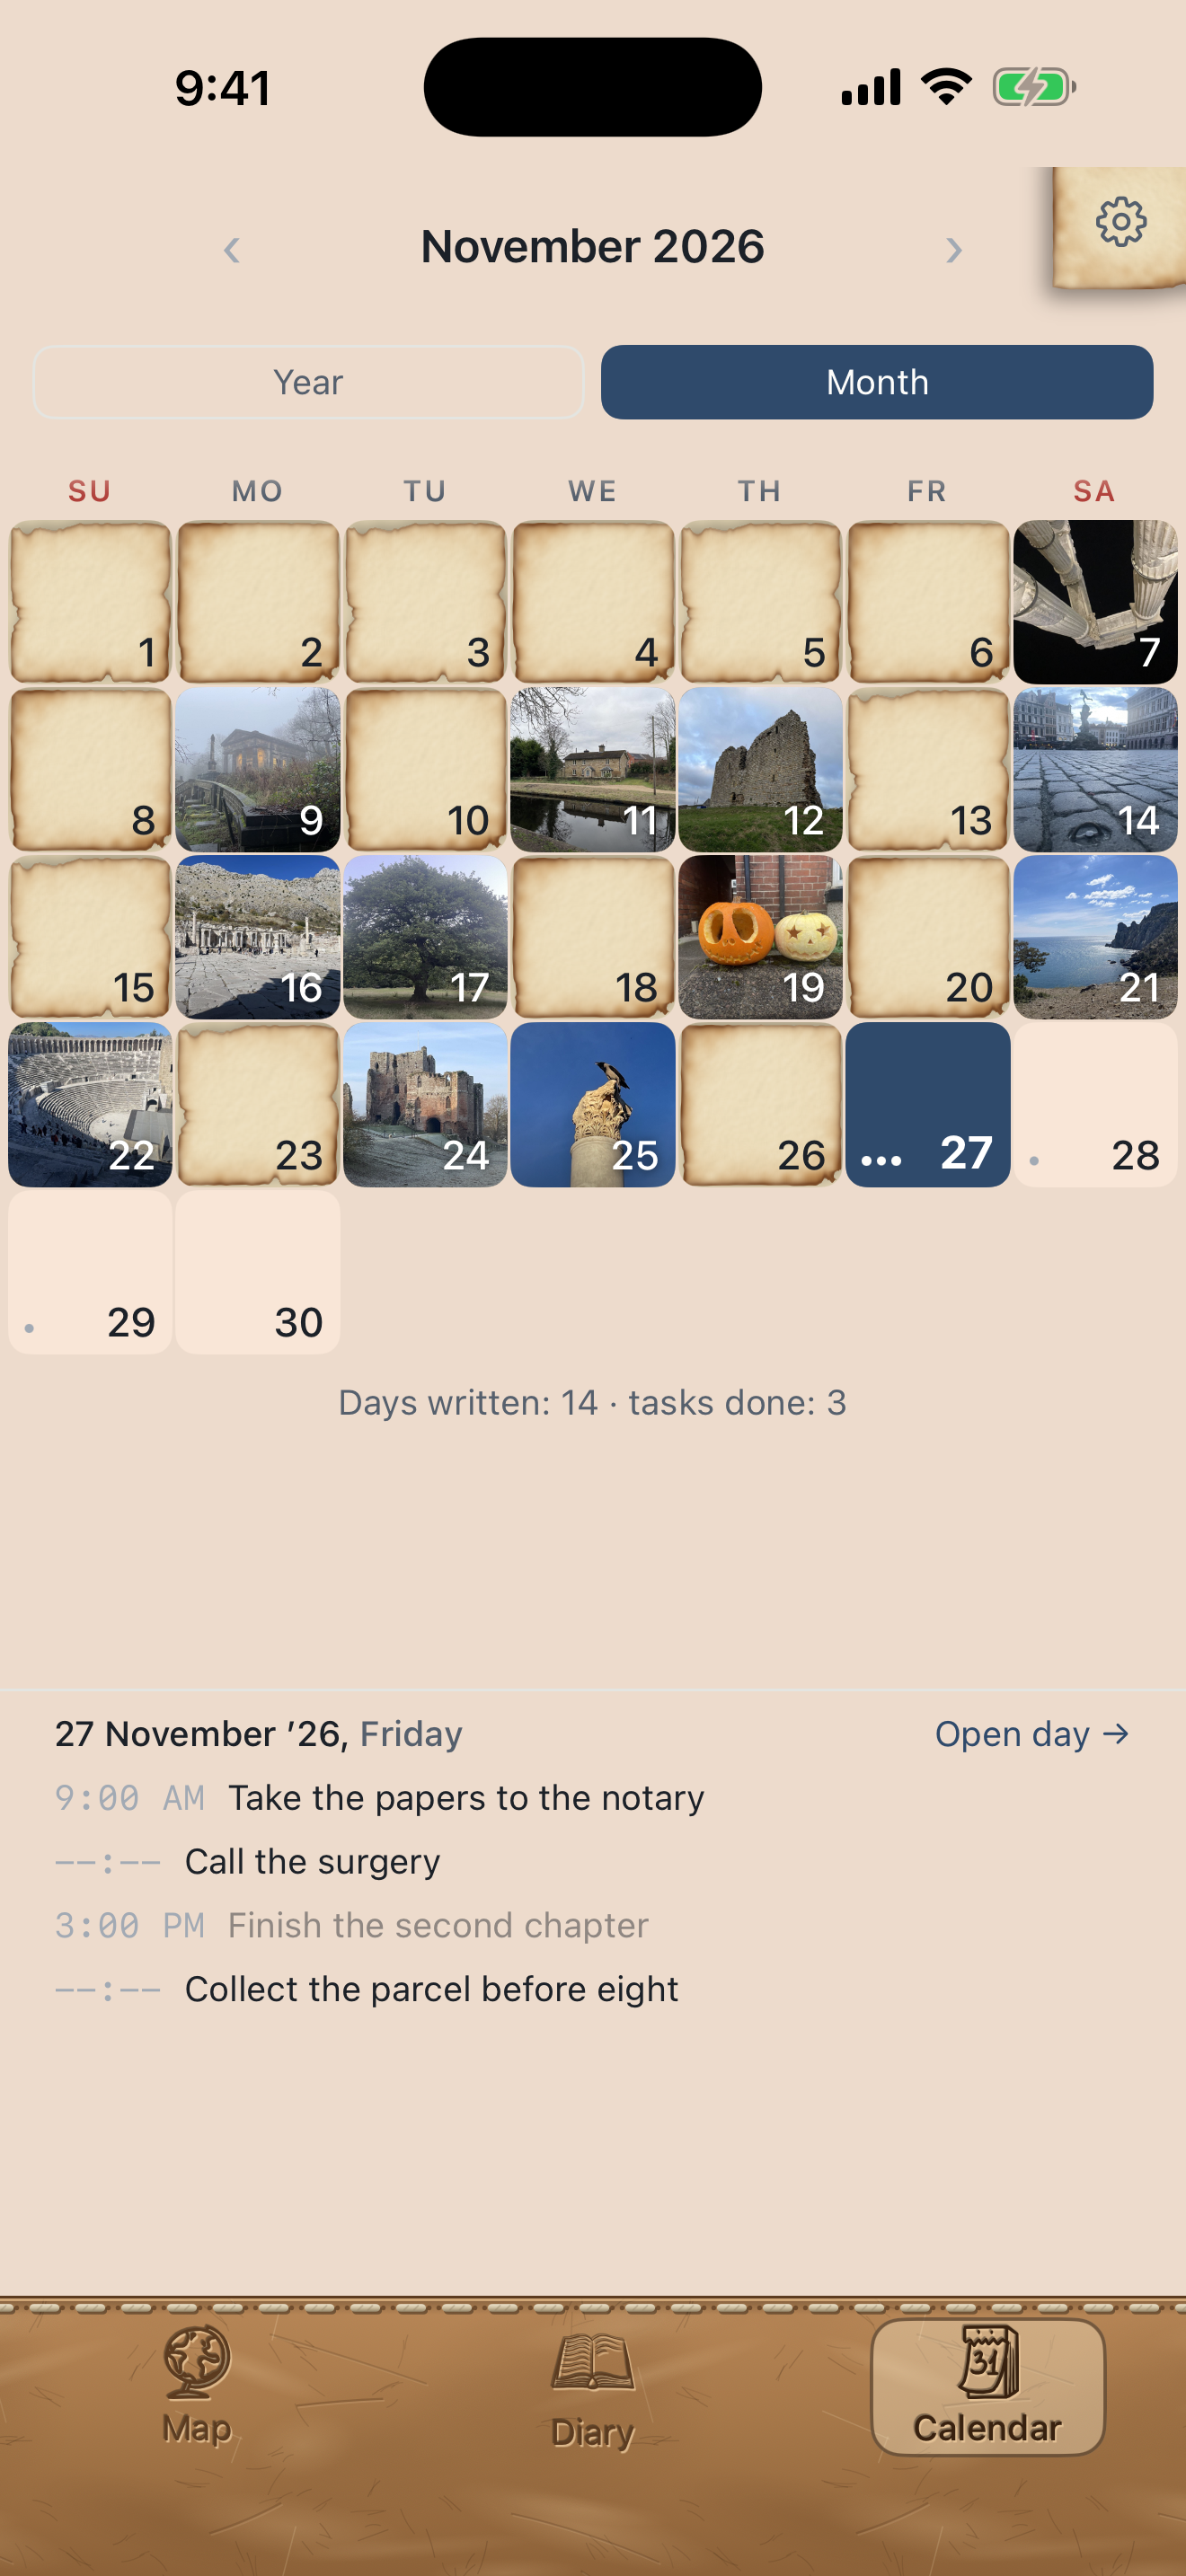 9:41
‹ November 2026 ›
Year Month
SU MO TU WE TH FR SA
1 2 3 4 5 6 7
8 9 10 11 12 13 14
15 16 17 18 19 20 21
22 23 24 25 26 ••• 27 • 28
• 29 30
Days written: 14 · tasks done: 3
27 November ’26, Friday Open day →
9:00 AM Take the papers to the notary
––:–– Call the surgery
3:00 PM Finish the second chapter
––:–– Collect the parcel before eight
31
Map Diary Calendar